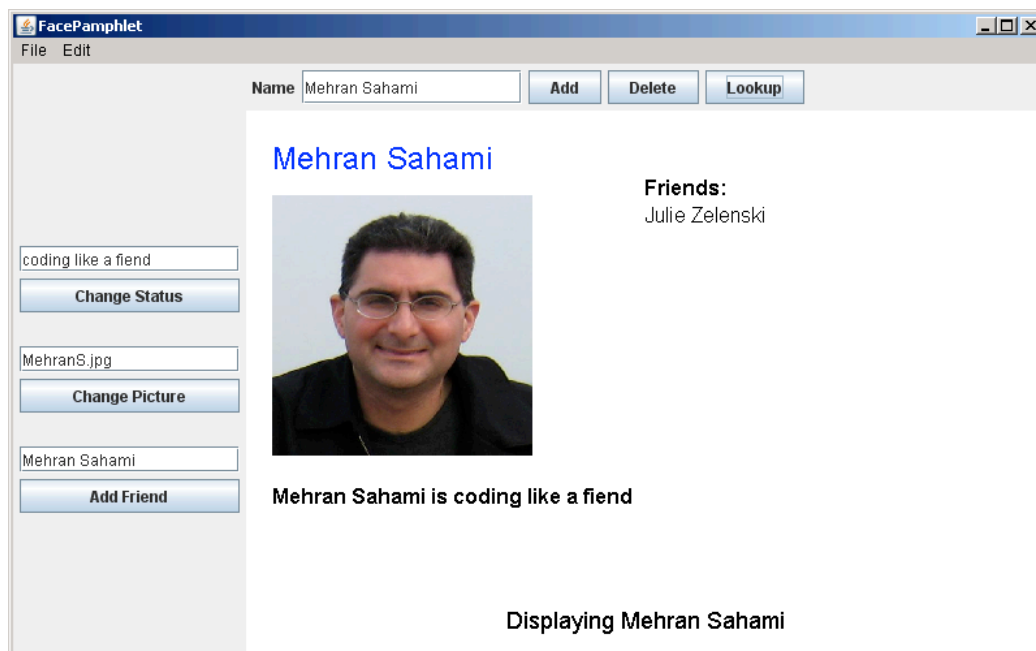 FacePamphlet
File Edit
Name Mehran Sahami Add Delete Lookup
Mehran Sahami
Friends:
Julie Zelenski
coding like a fiend
Change Status
MehranS.jpg
Change Picture
Mehran Sahami
Add Friend
Mehran Sahami is coding like a fiend
Displaying Mehran Sahami